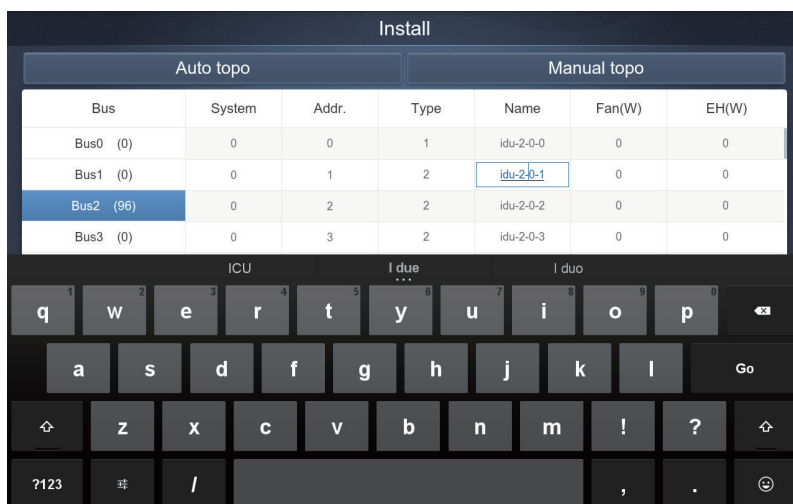 Install
Auto topo Manual topo
Bus System Addr. Type Name Fan(W) EH(W)
Bus0 (0) 0 0 1 idu-2-0-0 0 0
Bus1 (0) 0 1 2 idu-2-0-1 0 0
Bus2 (96) 0 2 2 idu-2-0-2 0 0
Bus3 (0) 0 3 2 idu-2-0-3 0 0
ICU I due I duo
1 2 3 4 5 6 7 8 9 0
q w e r t y u i o p
a s d f g h j k l Go
z x c v b n m ! ?
?123 / , .